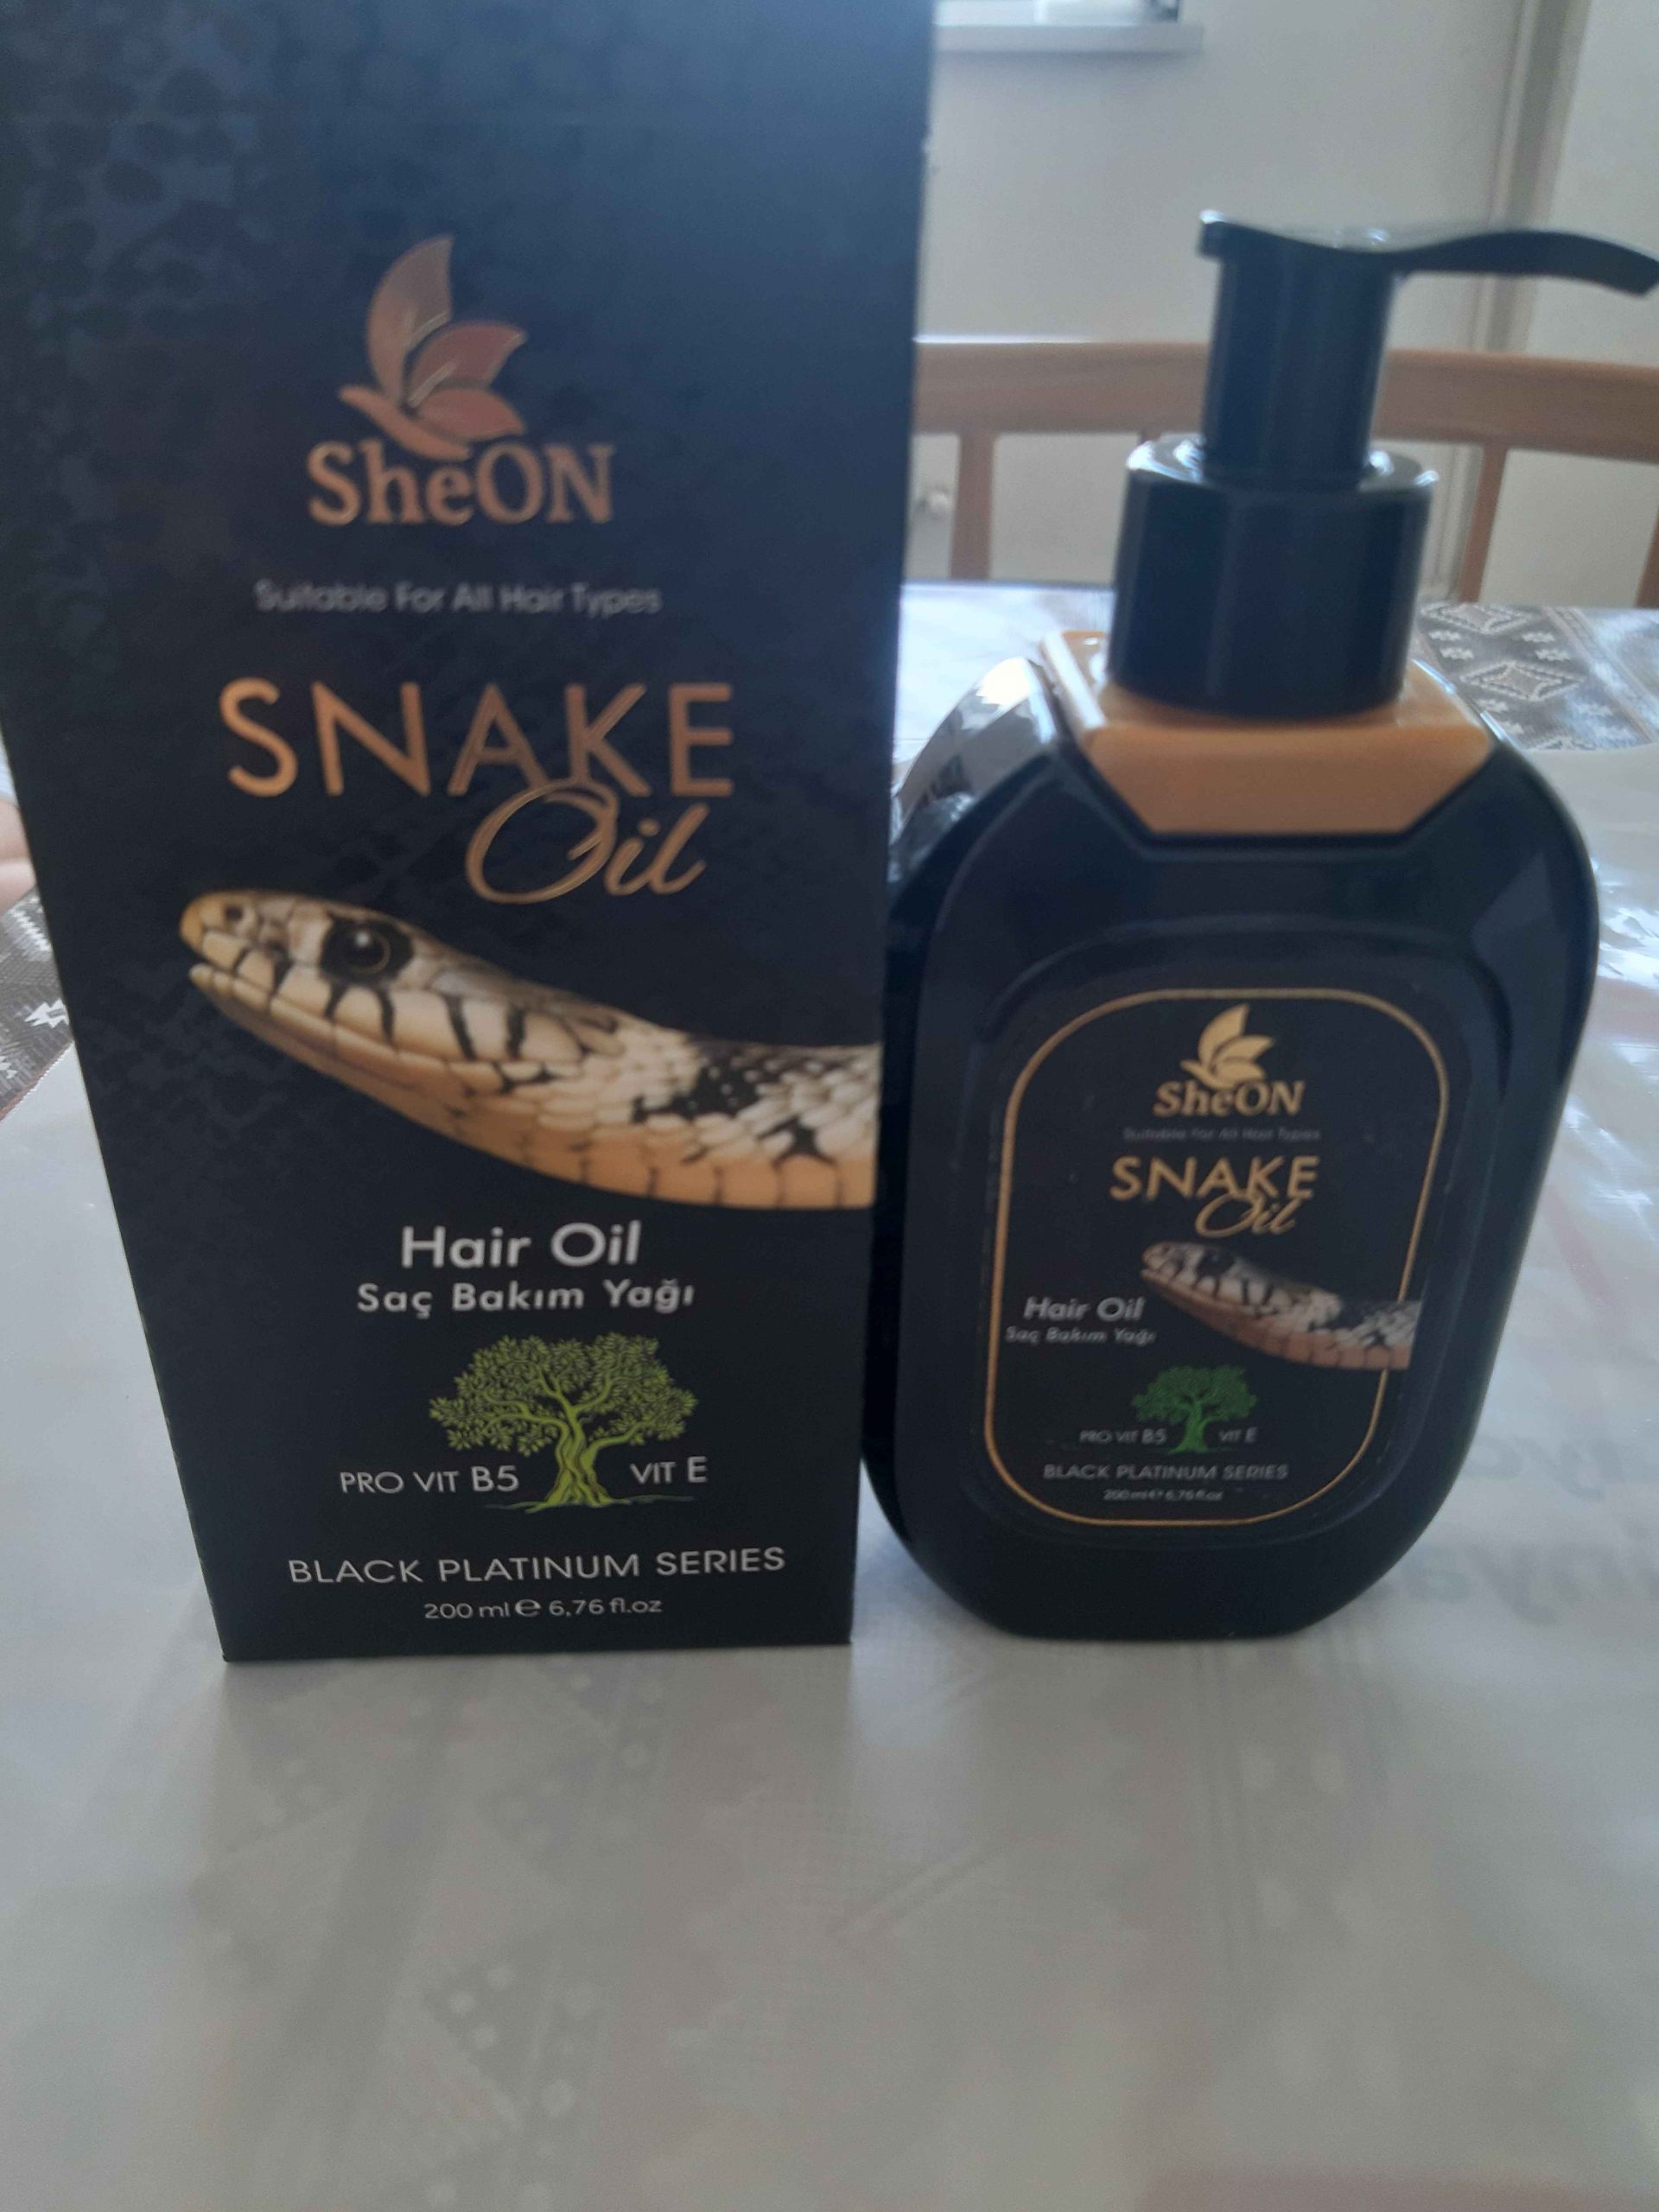 SheON
Suitable For All Hair Types
SNAKE
Oil
Hair Oil
Saç Bakım Yağı
PRO VIT B5 VIT E
BLACK PLATINUM SERIES
200 ml ℮ 6,76 fl.oz
SheON
Suitable For All Hair Types
SNAKE
Oil
Hair Oil
Saç Bakım Yağı
PRO VIT B5 VIT E
BLACK PLATINUM SERIES
200 ml ℮ 6,76 fl.oz